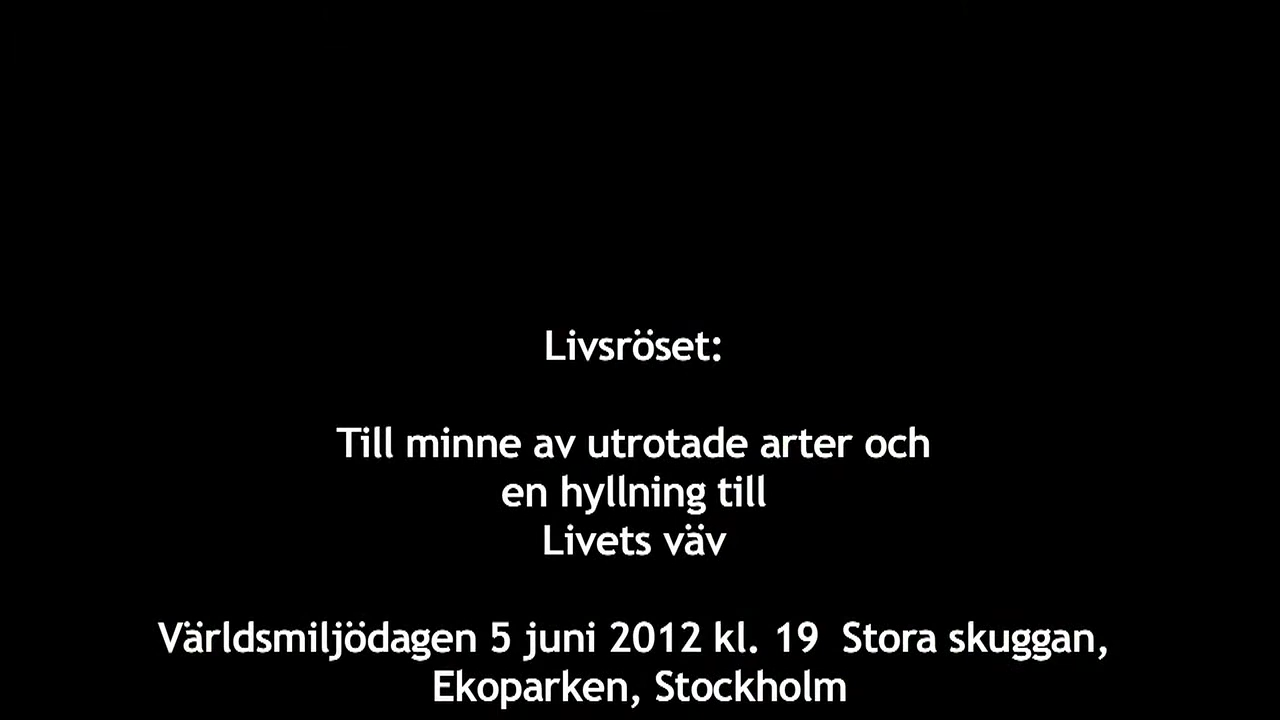 Livsröset:
Till minne av utrotade arter och
en hyllning till
Livets väv
Världsmiljödagen 5 juni 2012 kl. 19  Stora skuggan,
Ekoparken, Stockholm